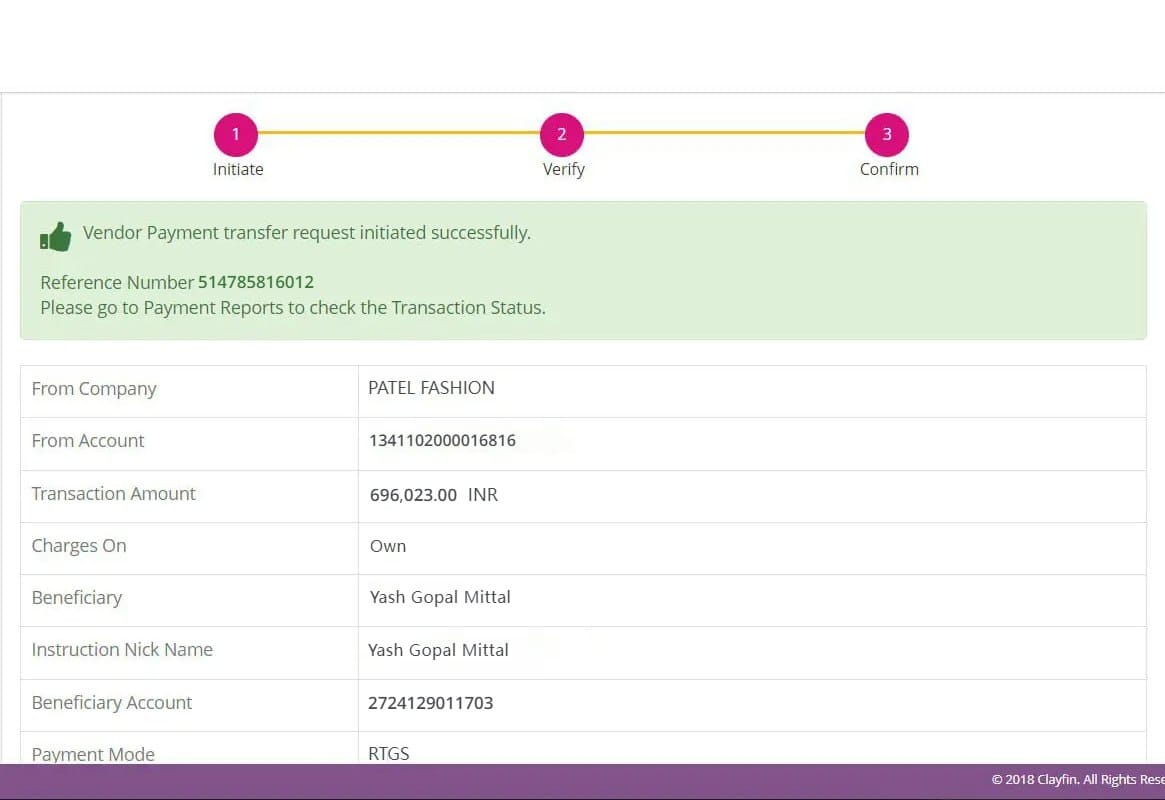 1 2 3
Initiate Verify Confirm
Vendor Payment transfer request initiated successfully.
Reference Number 514785816012
Please go to Payment Reports to check the Transaction Status.
From Company PATEL FASHION
From Account 1341102000016816
Transaction Amount 696,023.00 INR
Charges On Own
Beneficiary Yash Gopal Mittal
Instruction Nick Name Yash Gopal Mittal
Beneficiary Account 2724129011703
Payment Mode RTGS
© 2018 Clayfin. All Rights Rese